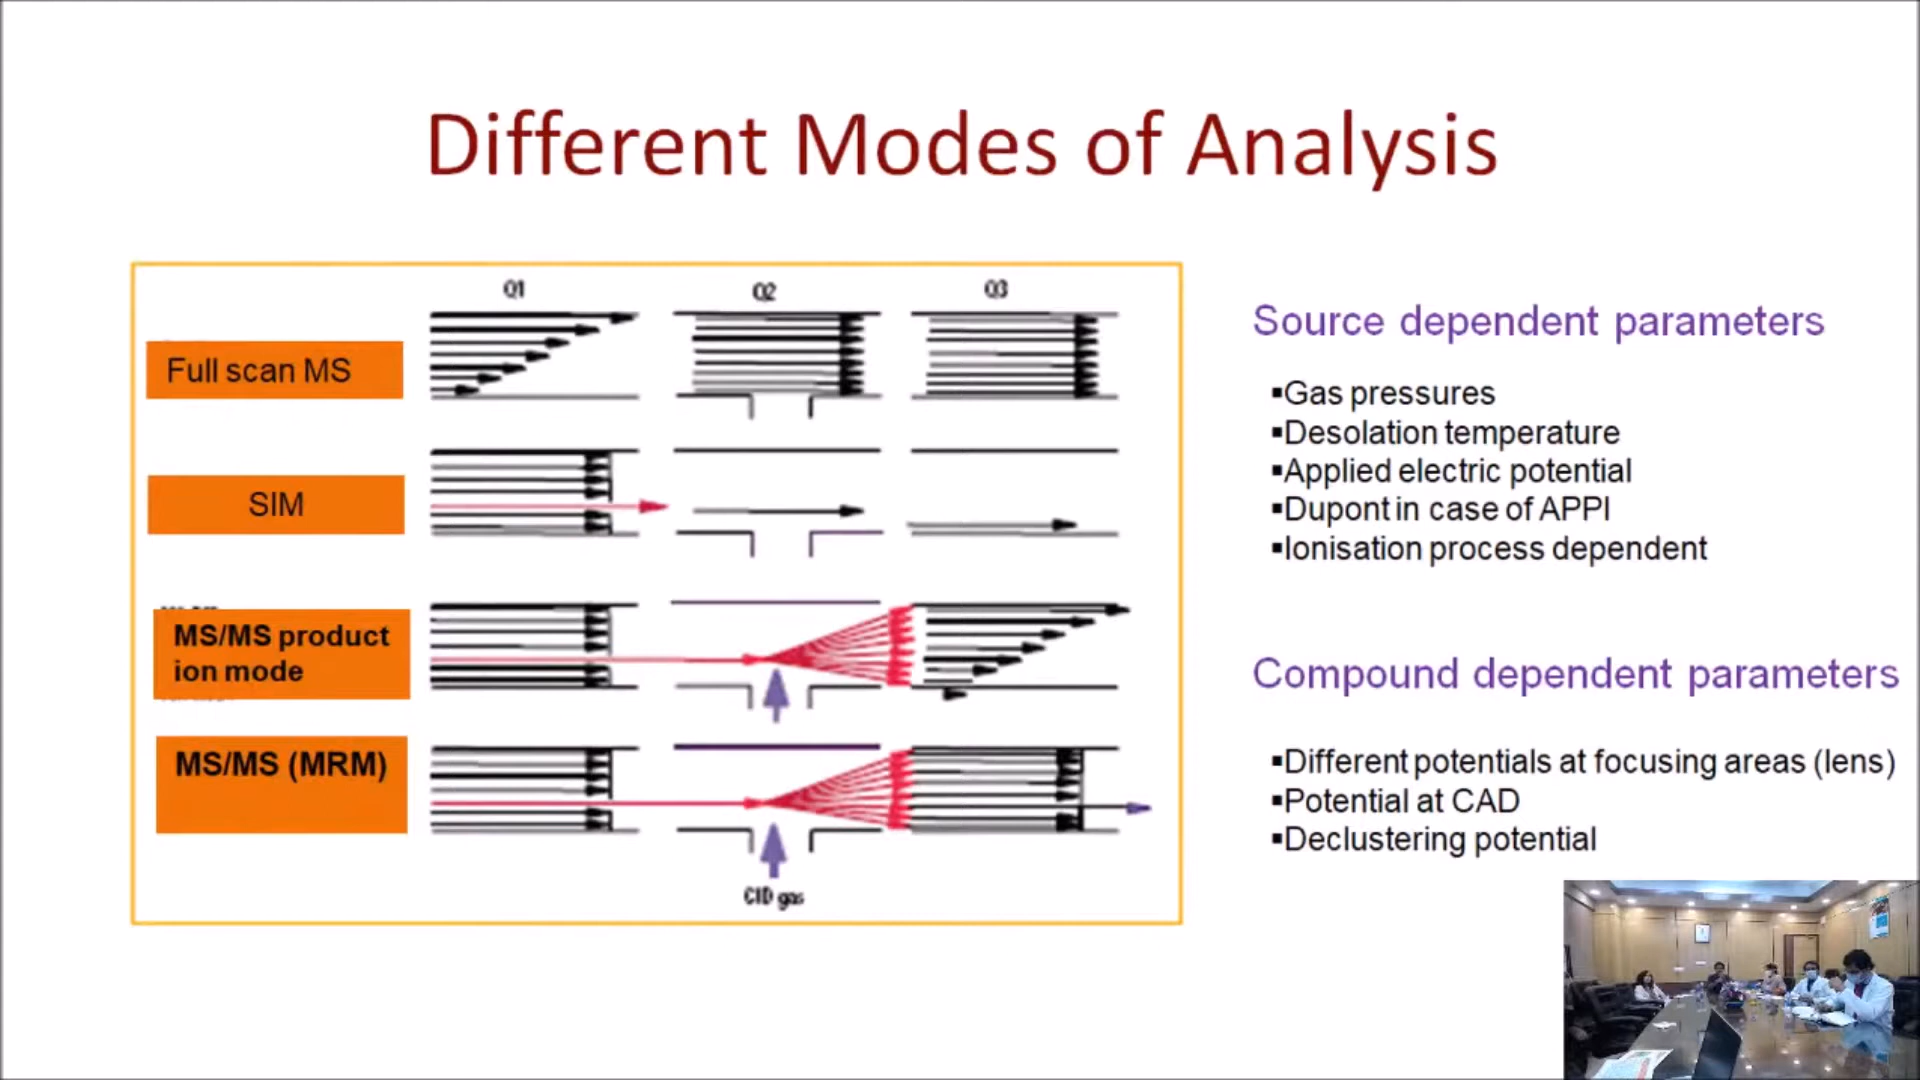 Different Modes of Analysis
Q1 Q2 Q3
Full scan MS
SIM
MS/MS product
ion mode
MS/MS (MRM)
CID gas
Source dependent parameters
▪Gas pressures
▪Desolation temperature
▪Applied electric potential
▪Dupont in case of APPI
▪Ionisation process dependent
Compound dependent parameters
▪Different potentials at focusing areas (lens)
▪Potential at CAD
▪Declustering potential